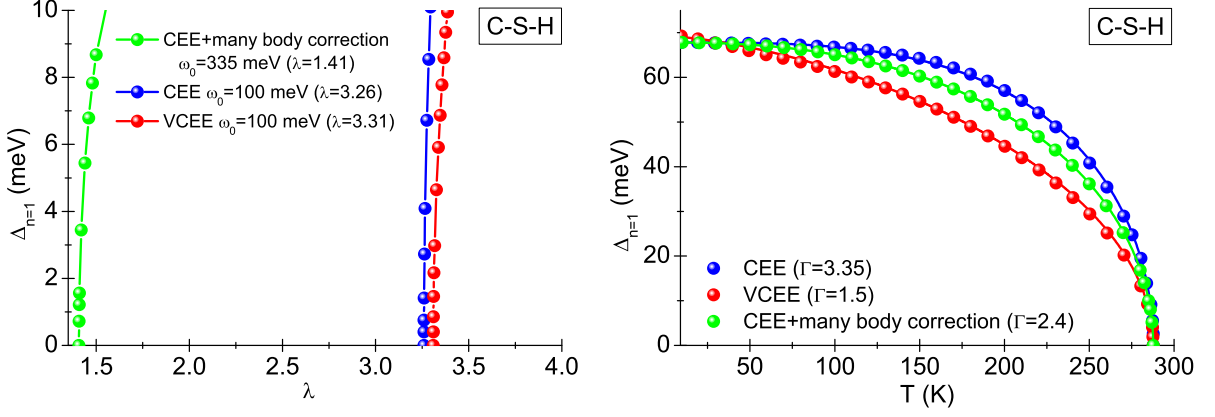 C-S-H
CEE+many body correction
ω₀=335 meV (λ=1.41)
CEE ω₀=100 meV (λ=3.26)
VCEE ω₀=100 meV (λ=3.31)
Δₙ₌₁ (meV)
10
8
6
4
2
0
1.5 2.0 2.5 3.0 3.5 4.0
λ
C-S-H
Δₙ₌₁ (meV)
60
40
20
0
CEE (Γ=3.35)
VCEE (Γ=1.5)
CEE+many body correction (Γ=2.4)
50 100 150 200 250 300
T (K)